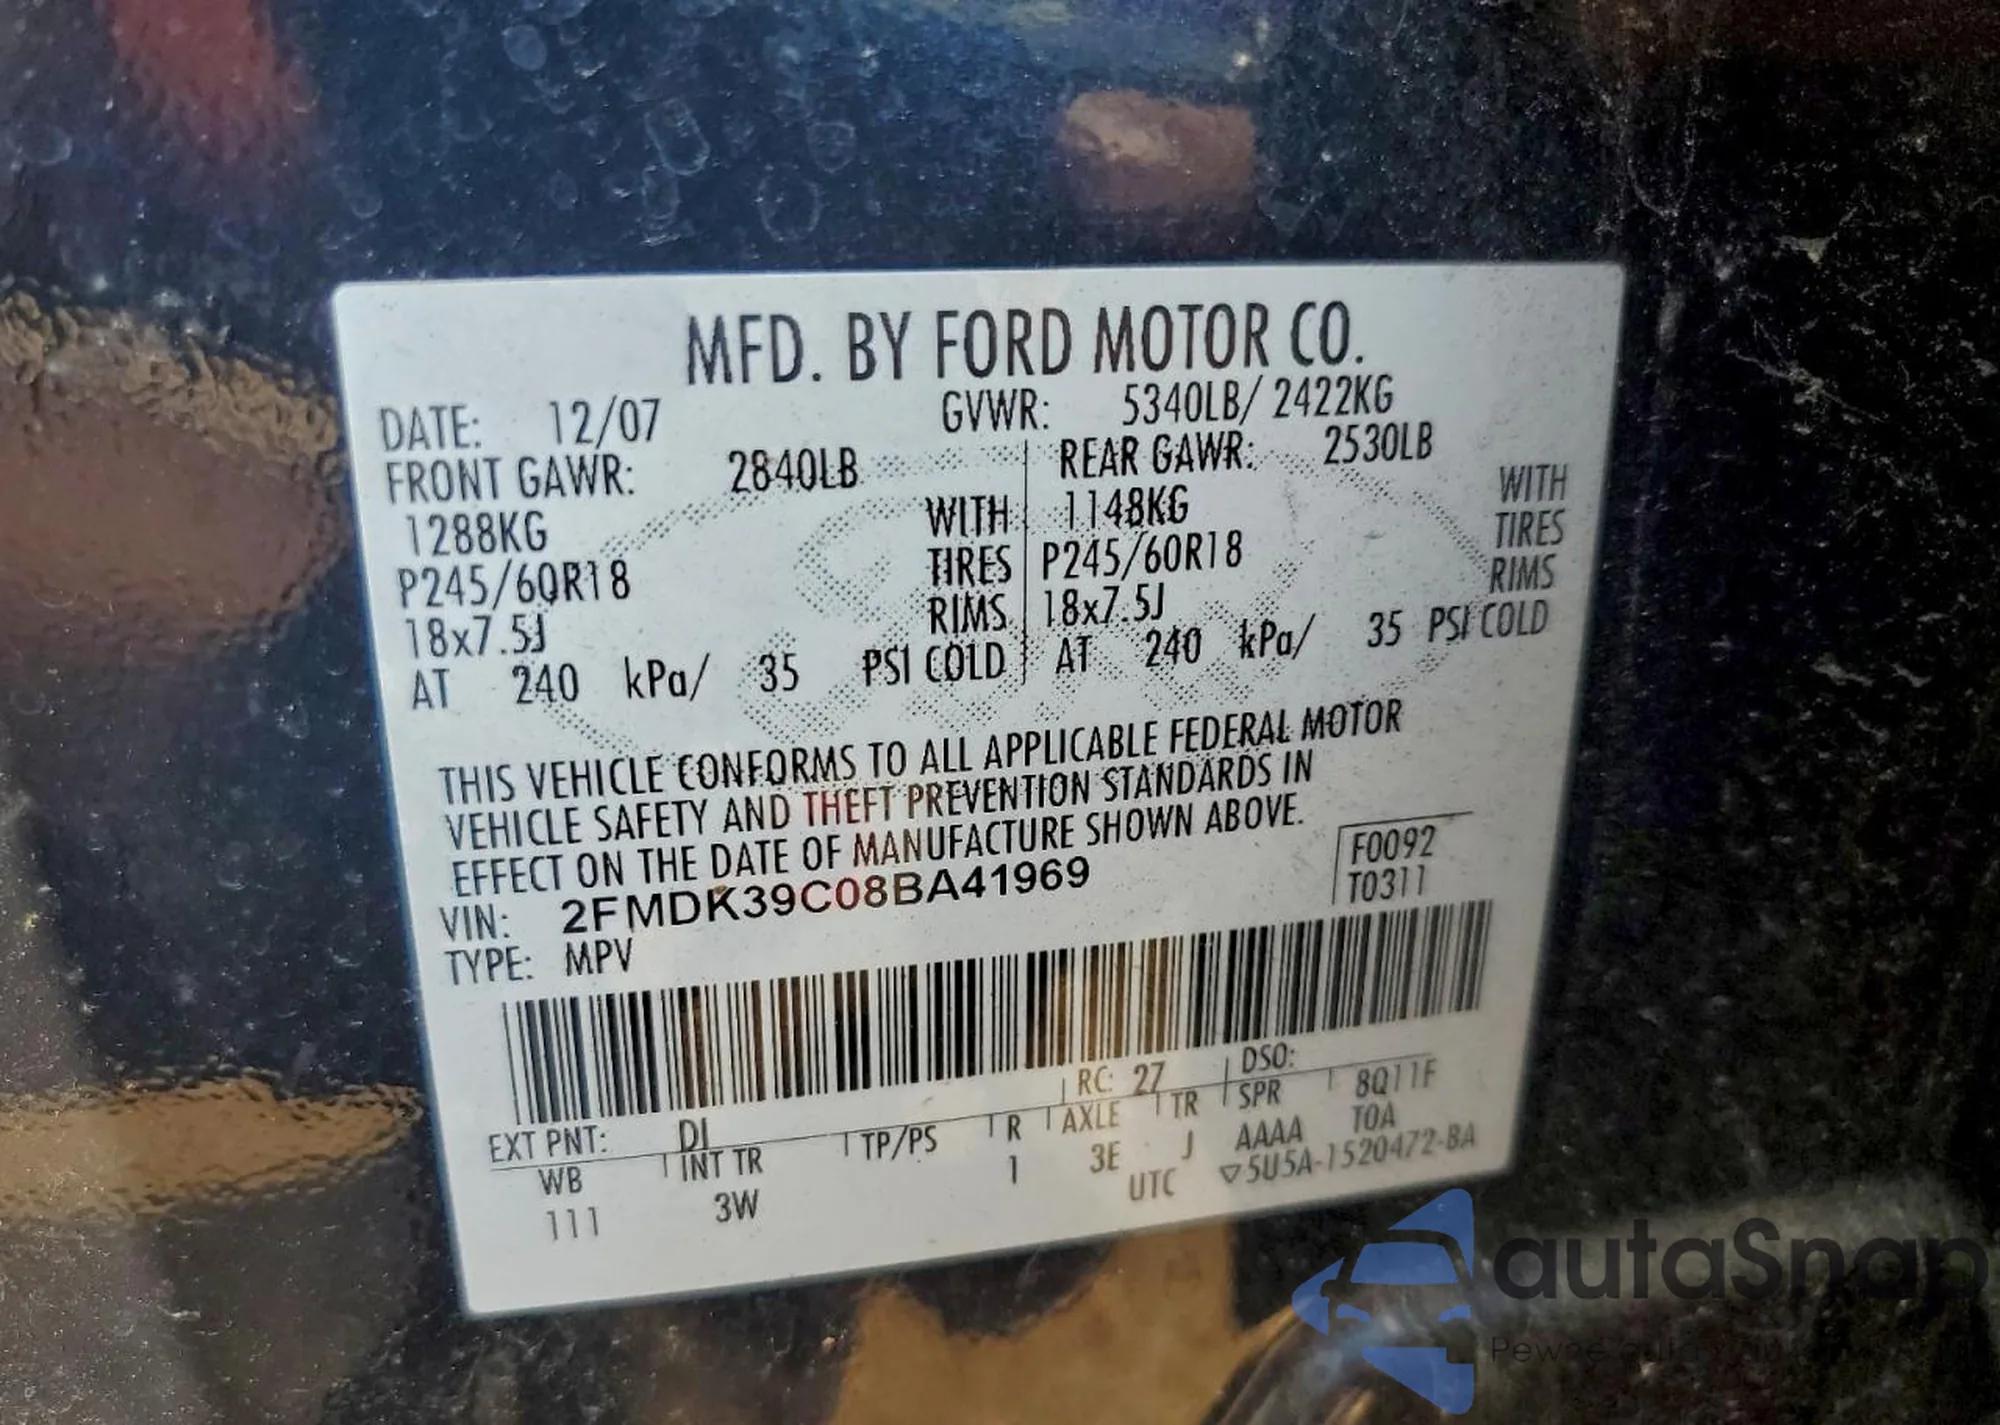 MFD. BY FORD MOTOR CO.
DATE: 12/07 GVWR: 5340LB/ 2422KG
FRONT GAWR: 2840LB REAR GAWR: 2530LB
1288KG WITH 1148KG WITH
P245/60R18 TIRES P245/60R18 TIRES
18x7.5J RIMS 18x7.5J RIMS
AT 240 kPa/ 35 PSI COLD AT 240 kPa/ 35 PSI COLD
THIS VEHICLE CONFORMS TO ALL APPLICABLE FEDERAL MOTOR
VEHICLE SAFETY AND THEFT PREVENTION STANDARDS IN
EFFECT ON THE DATE OF MANUFACTURE SHOWN ABOVE.
F0092
VIN: 2FMDK39C08BA41969 T0311
TYPE: MPV
EXT PNT: DI RC: 27 DSO:
WB INT TR TP/PS R AXLE TR SPR 8Q11F
111 3W 1 3E J AAAA T0A
UTC ▽5U5A-1520472-BA
autaSnap
Pewne auta z